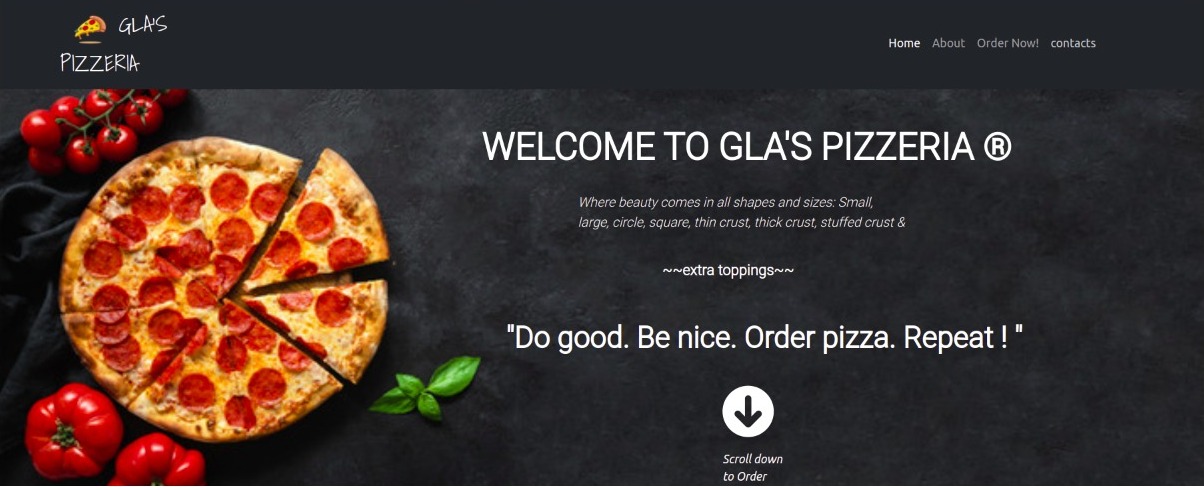 GLA'S
PIZZERIA
Home About Order Now! contacts
WELCOME TO GLA'S PIZZERIA ®
Where beauty comes in all shapes and sizes: Small,
large, circle, square, thin crust, thick crust, stuffed crust &
~~extra toppings~~
"Do good. Be nice. Order pizza. Repeat ! "
Scroll down
to Order